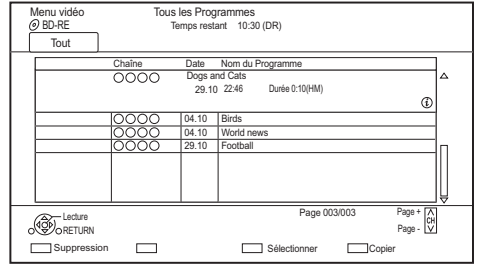 Menu vidéo Tous les Programmes
BD-RE Temps restant 10:30 (DR)
Tout
Chaîne Date Nom du Programme
Dogs and Cats
29.10 22:46 Durée 0:10(HM)
04.10 Birds
04.10 World news
29.10 Football
Lecture Page 003/003 Page +
CH
RETURN Page -
Suppression Sélectionner Copier